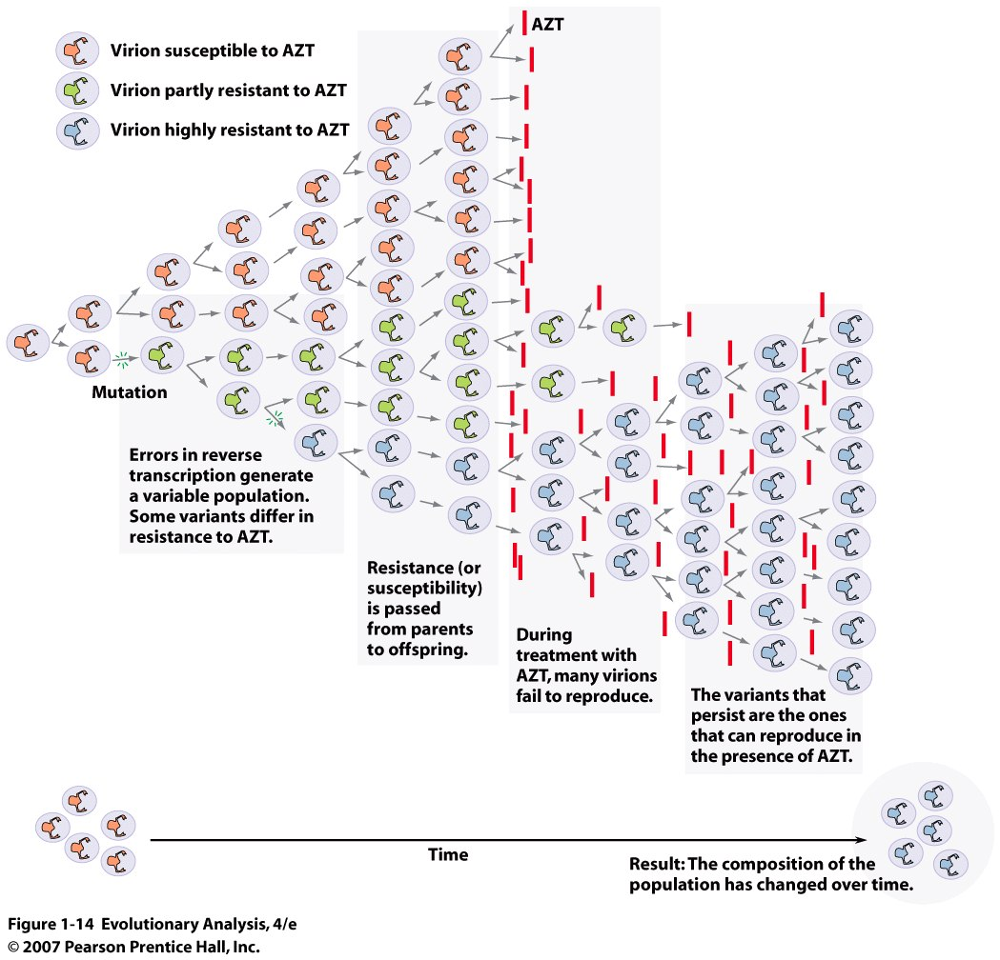 AZT
Virion susceptible to AZT
Virion partly resistant to AZT
Virion highly resistant to AZT
Mutation
Errors in reverse
transcription generate
a variable population.
Some variants differ in
resistance to AZT.
Resistance (or
susceptibility)
is passed
from parents
to offspring.
During
treatment with
AZT, many virions
fail to reproduce.
The variants that
persist are the ones
that can reproduce in
the presence of AZT.
Time
Result: The composition of the
population has changed over time.
Figure 1-14 Evolutionary Analysis, 4/e
© 2007 Pearson Prentice Hall, Inc.